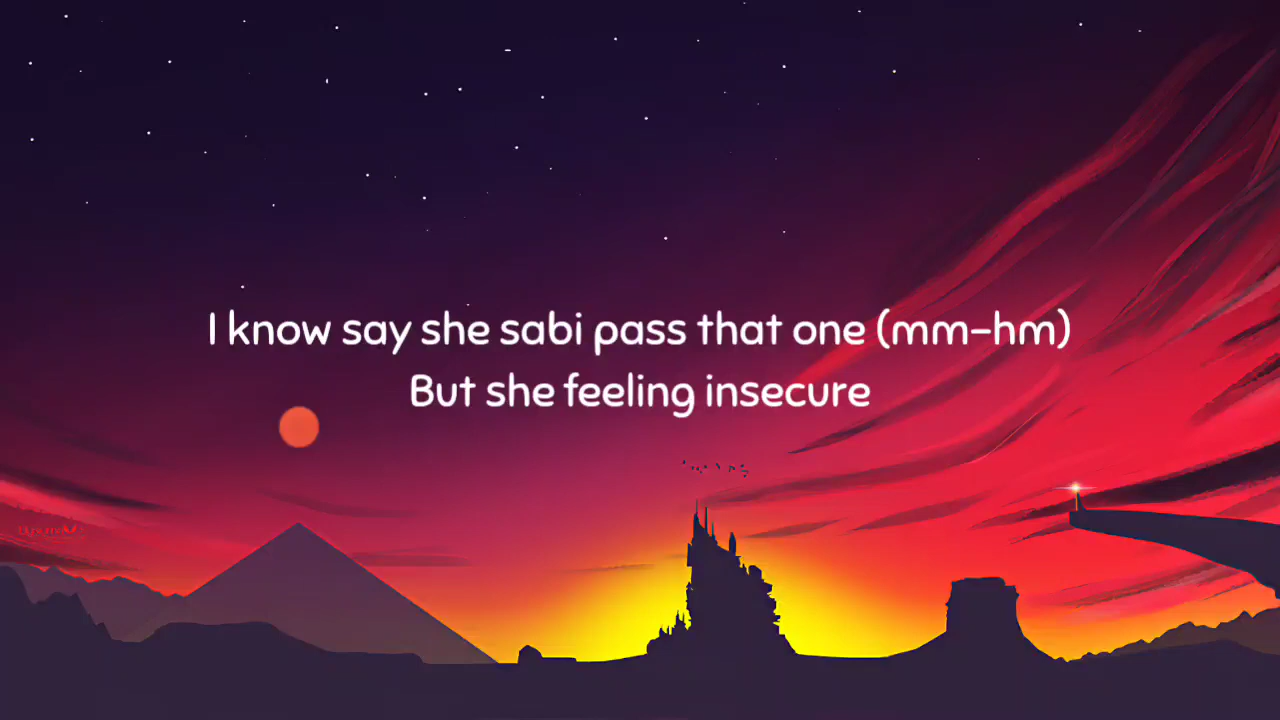 I know say she sabi pass that one (mm-hm)
But she feeling insecure